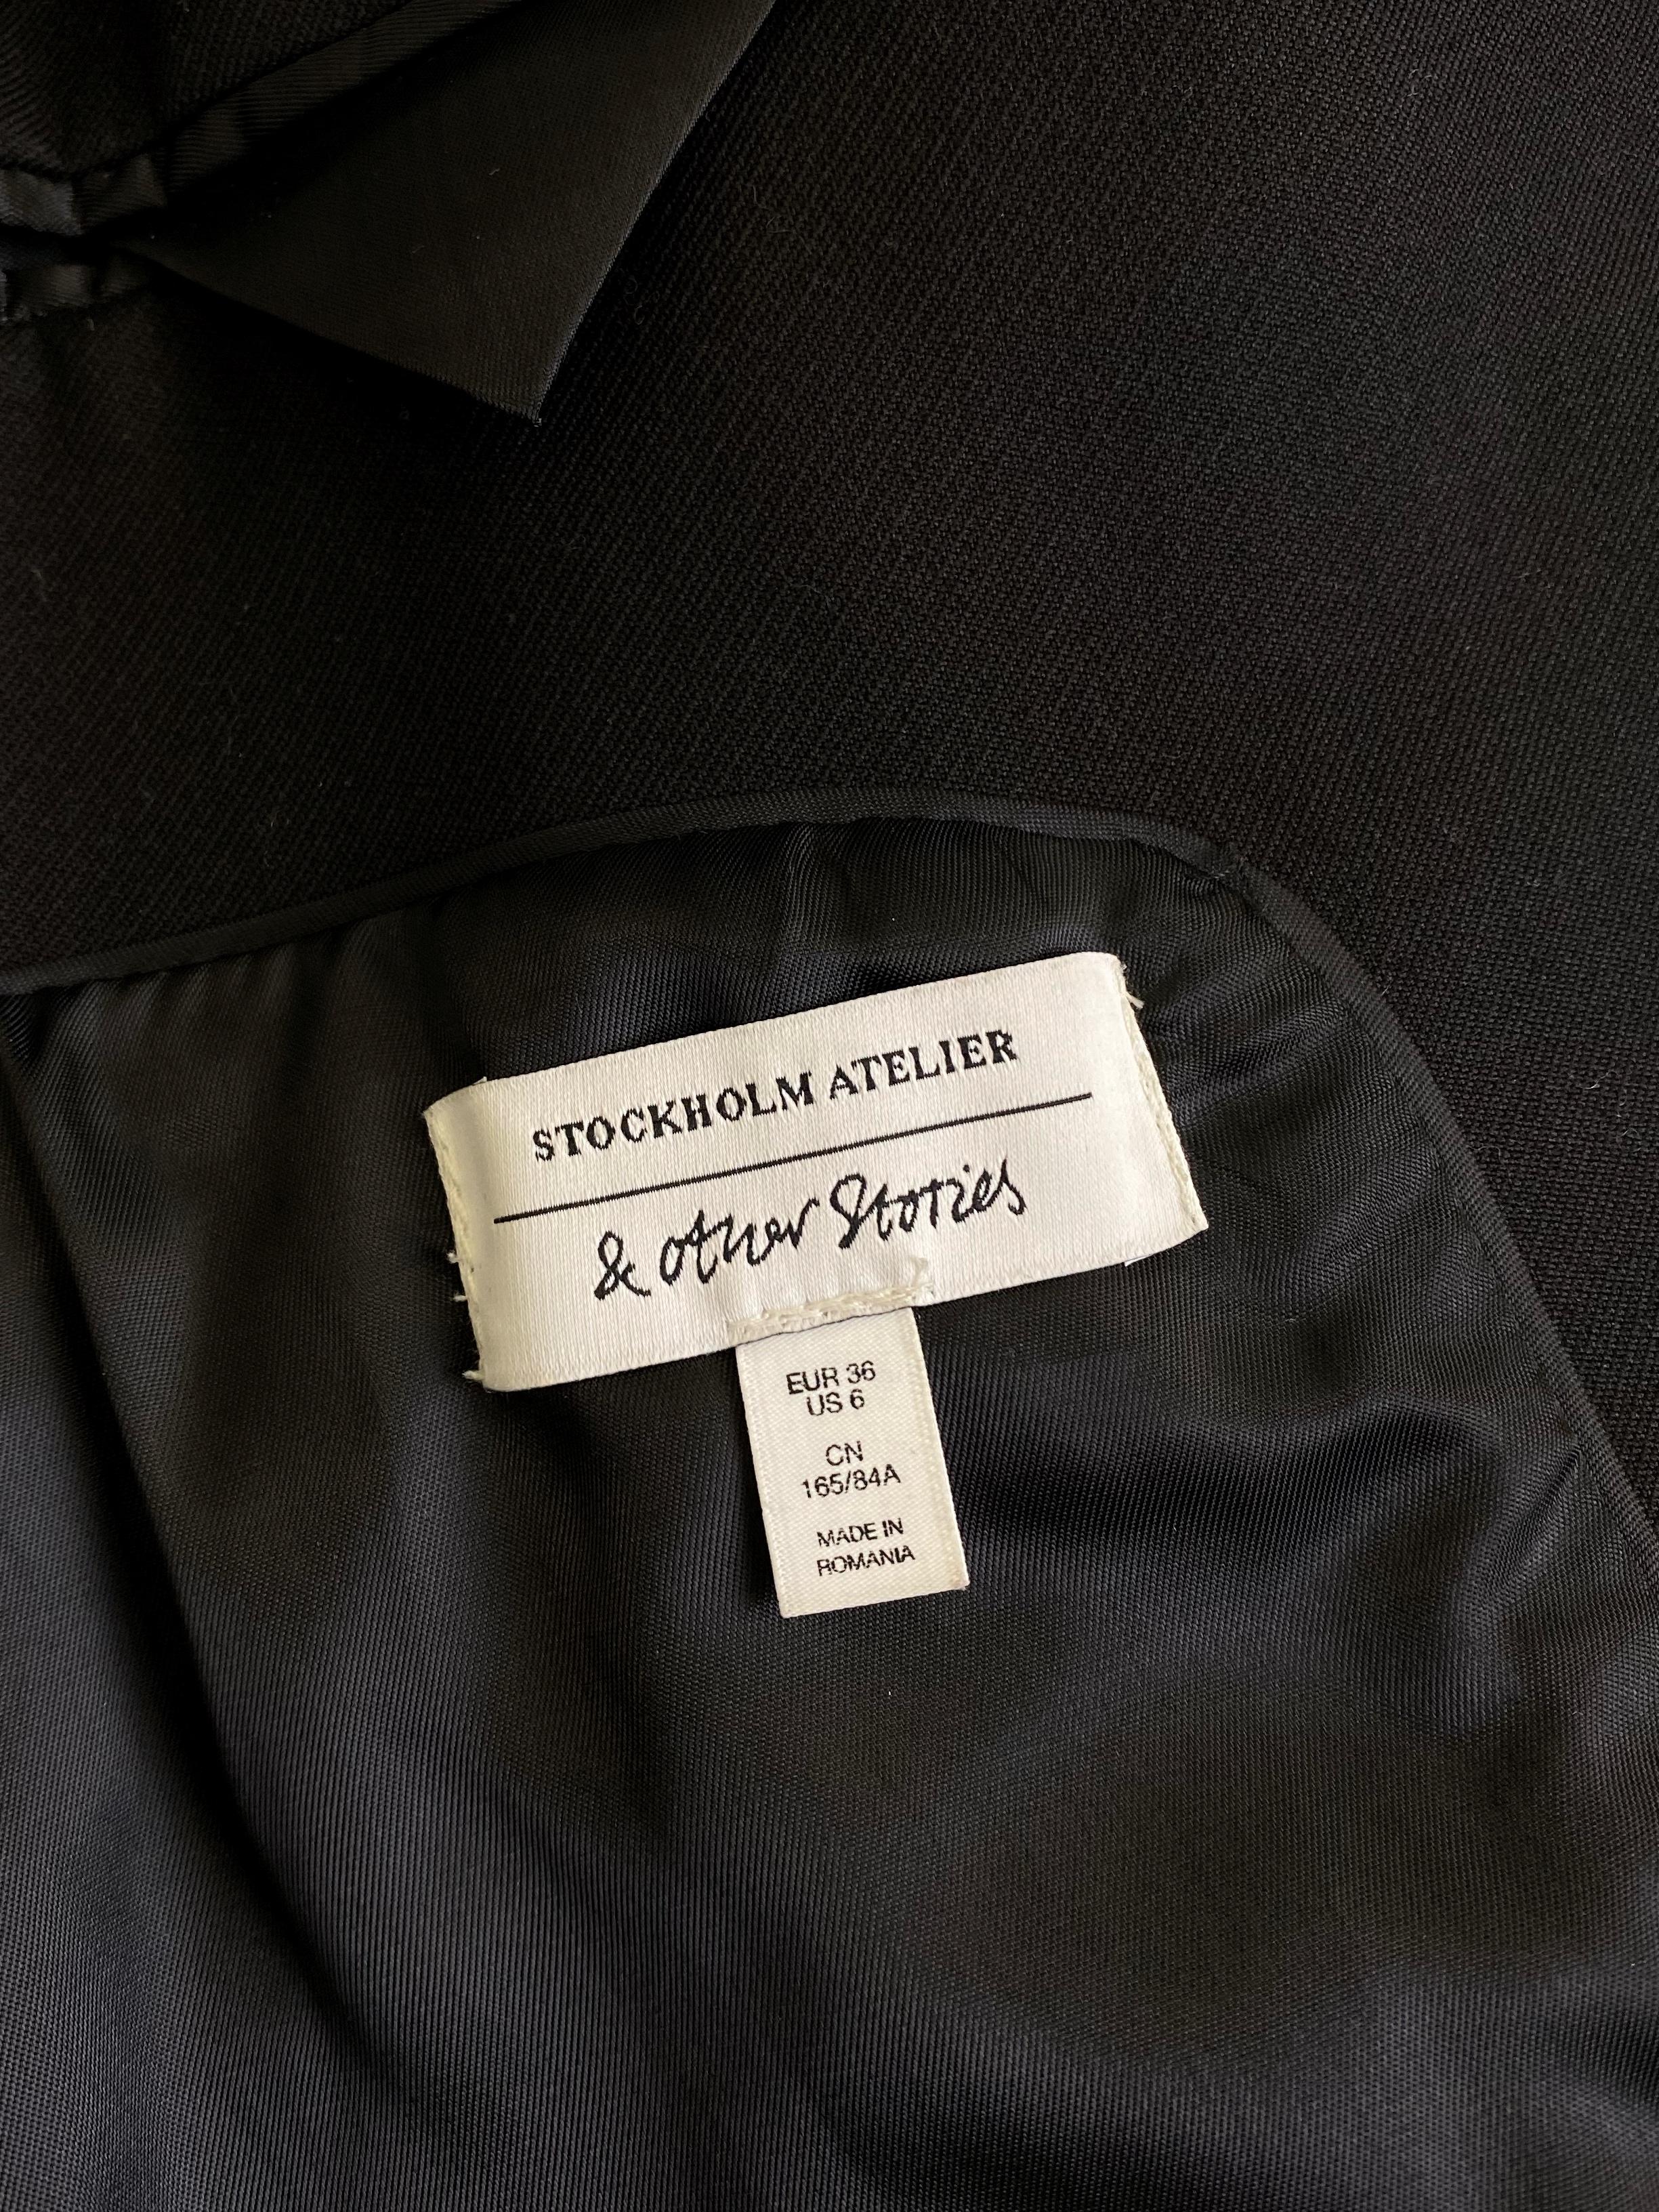 STOCKHOLM ATELIER
& other Stories
EUR 36
US 6
CN
165/84A
MADE IN
ROMANIA